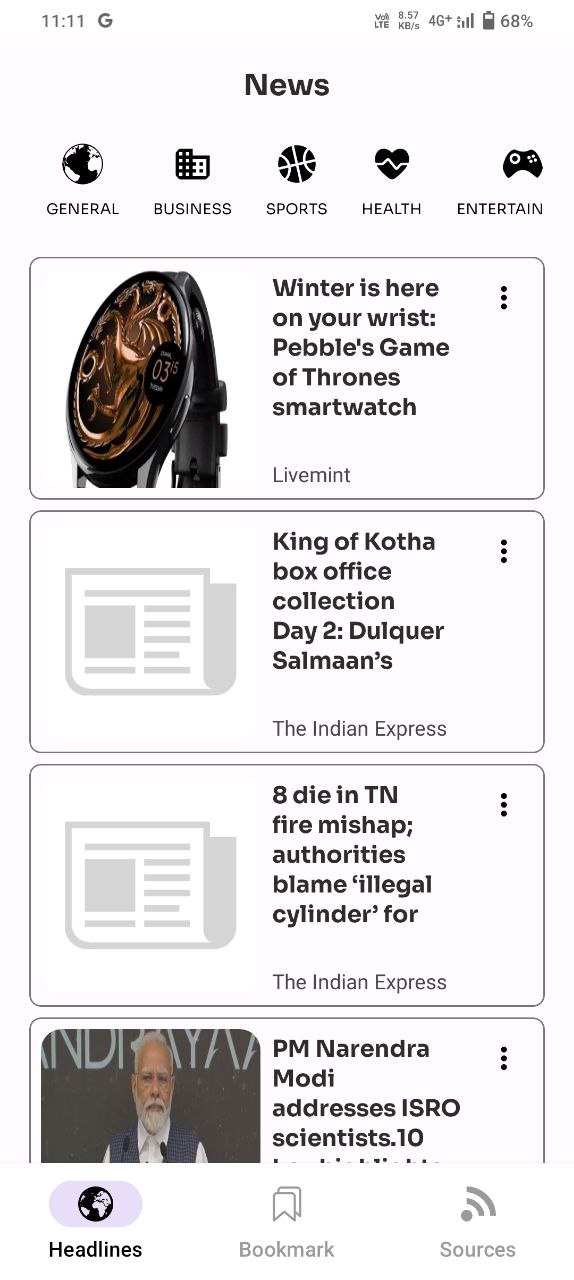 11:11 G Vo) LTE 8.57 KB/s 4G+ 68%
News
GENERAL BUSINESS SPORTS HEALTH ENTERTAIN
Winter is here
on your wrist:
Pebble's Game
of Thrones
smartwatch
03
15
Livemint
King of Kotha
box office
collection
Day 2: Dulquer
Salmaan’s
The Indian Express
8 die in TN
fire mishap;
authorities
blame ‘illegal
cylinder’ for
The Indian Express
PM Narendra
Modi
addresses ISRO
scientists.10
key highlights
Headlines Bookmark Sources